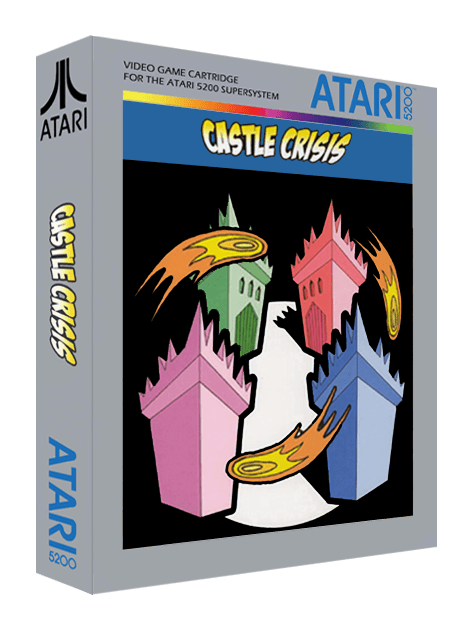 VIDEO GAME CARTRIDGE
FOR THE ATARI 5200 SUPERSYSTEM
ATARI 5200
CASTLE CRISIS
ATARI
CASTLE CRISIS
ATARI 5200